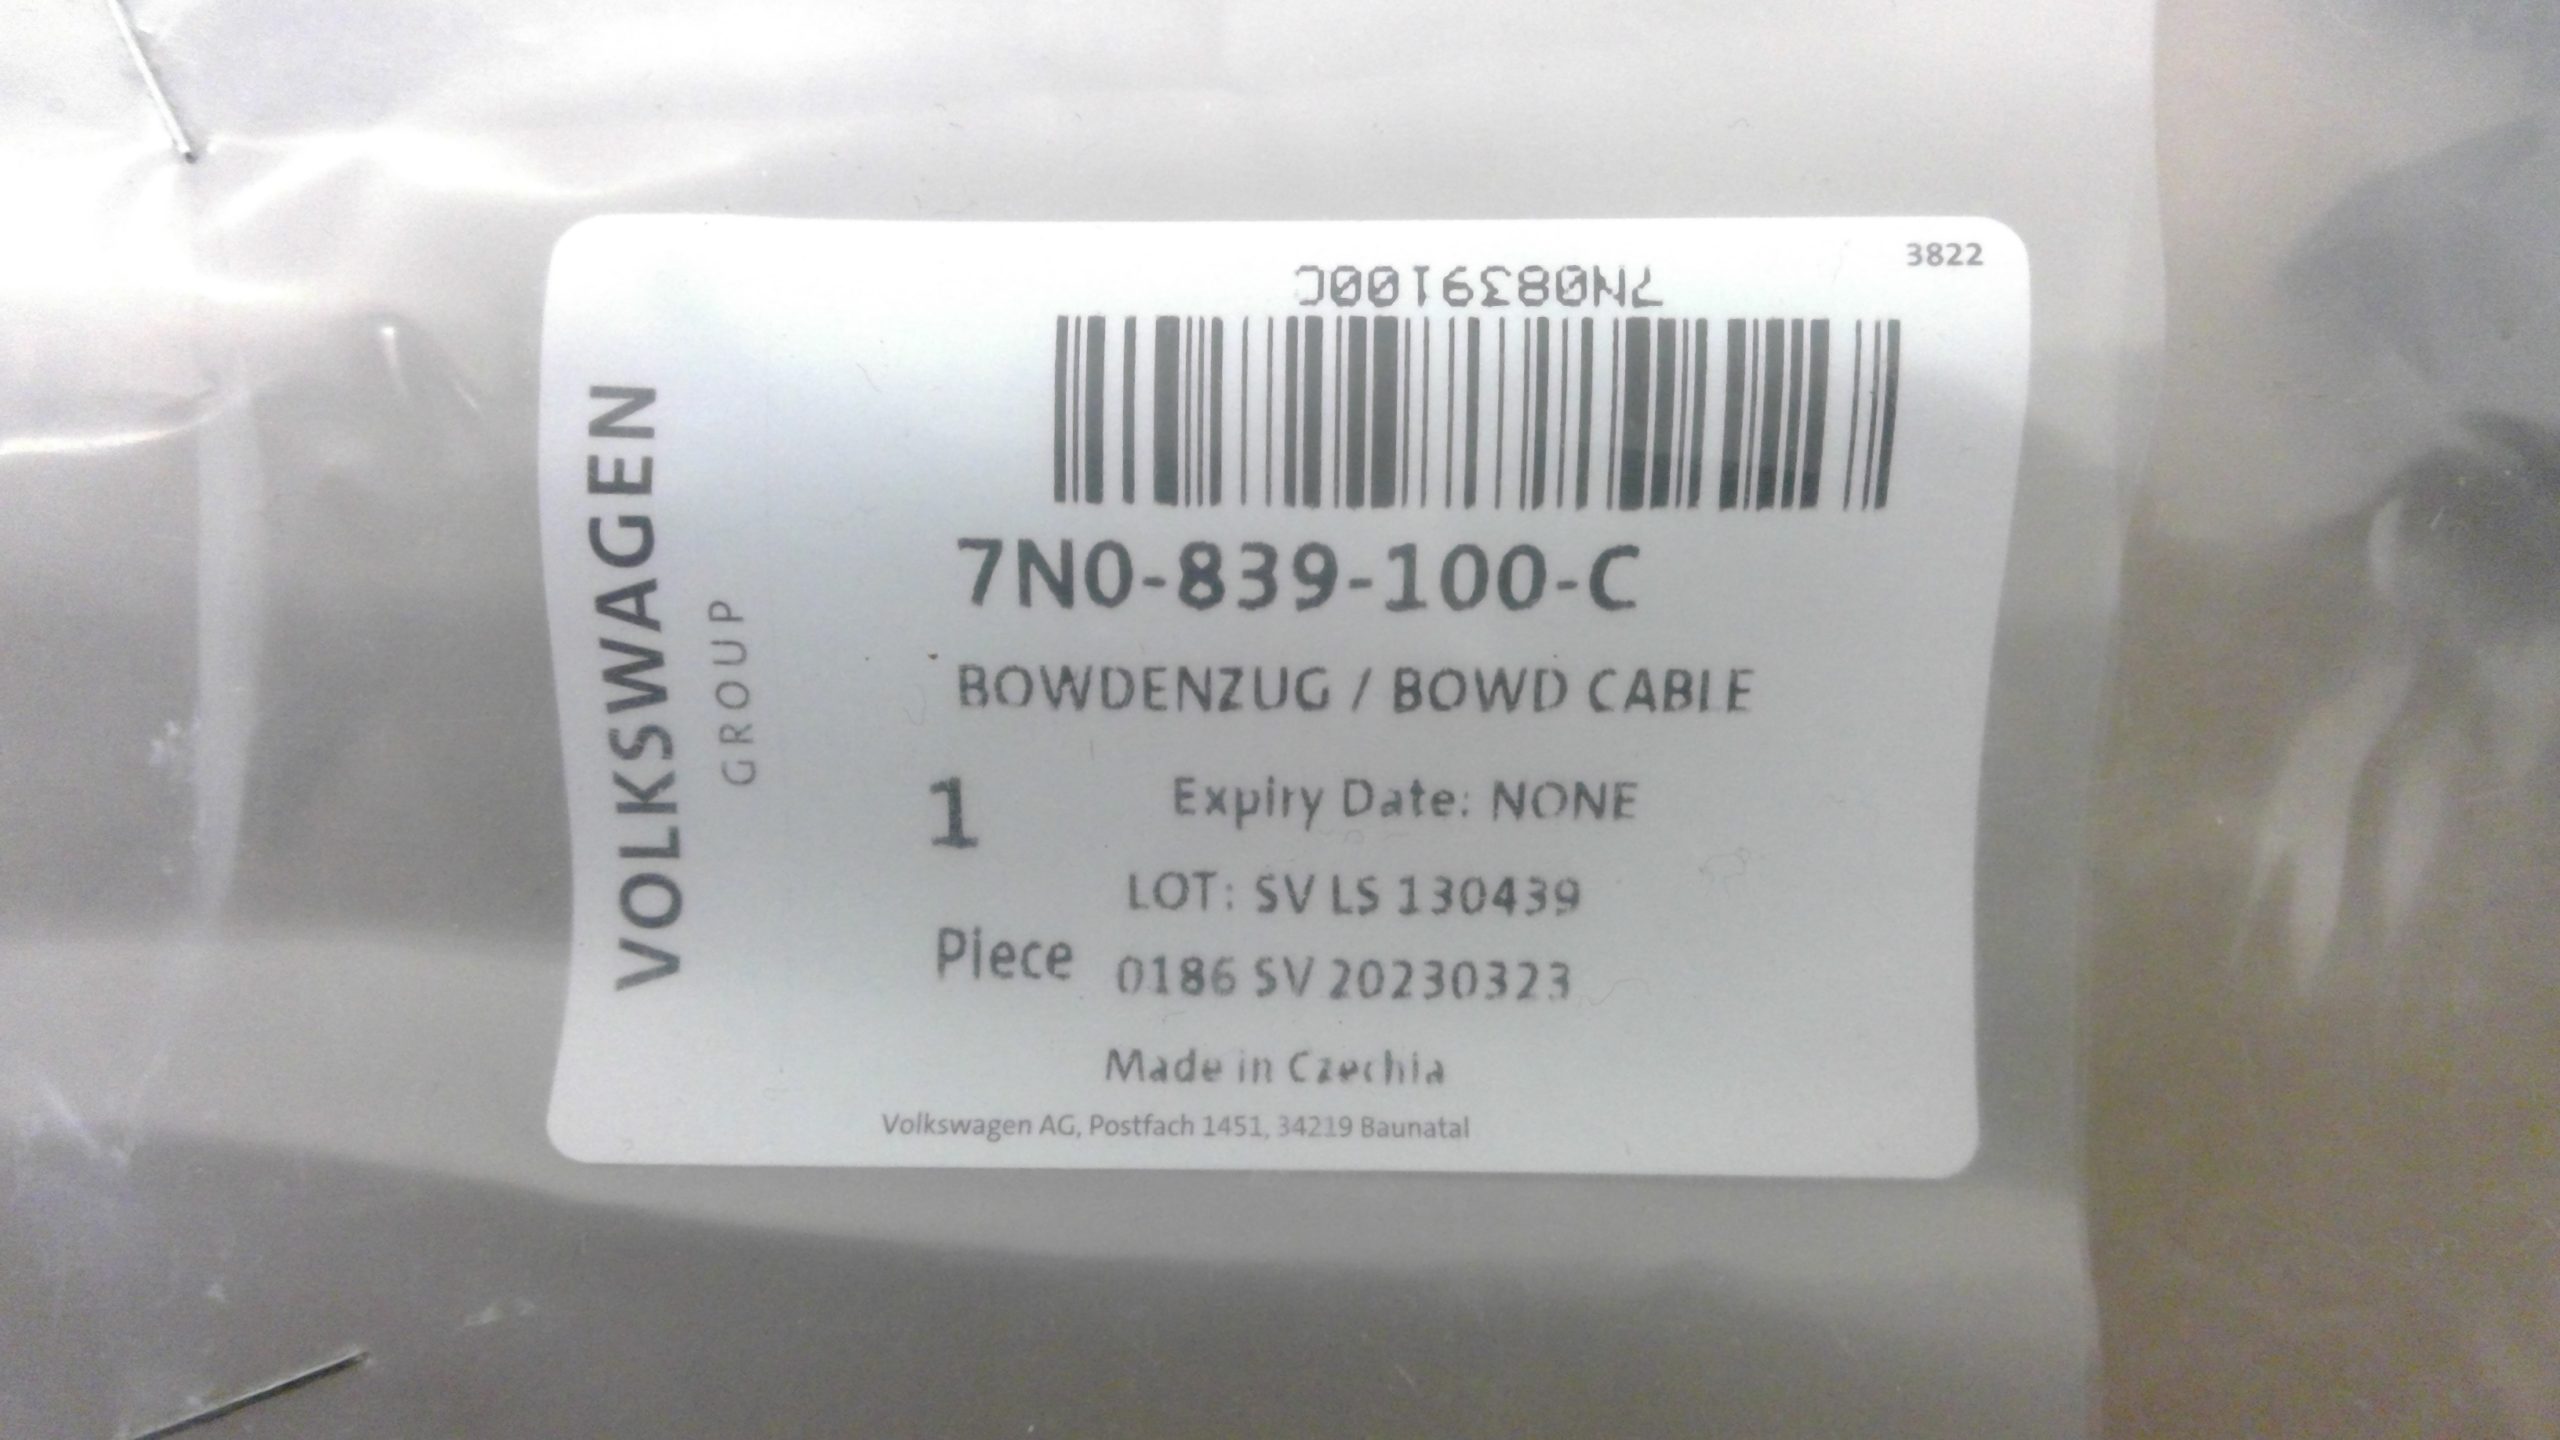 3822
7N0839100C
7N0-839-100-C
BOWDENZUG / BOWD CABLE
1
Expiry Date: NONE
LOT: SV LS 130439
Piece
0186 SV 20230323
Made in Czechia
Volkswagen AG, Postfach 1451, 34219 Baunatal
VOLKSWAGEN
GROUP